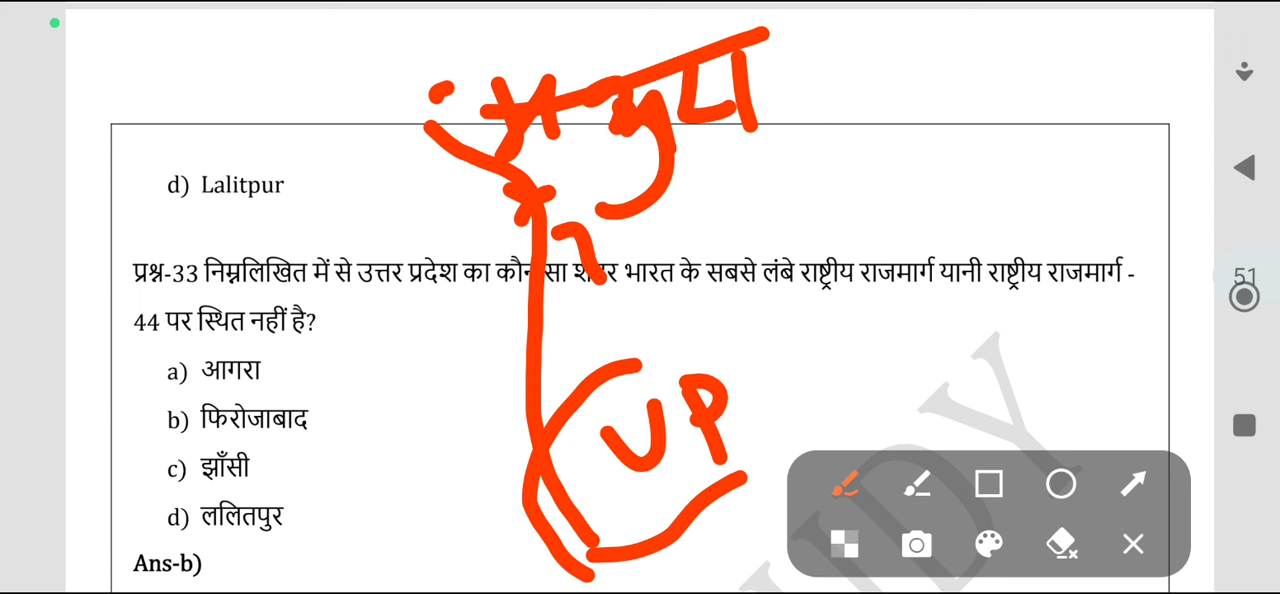 d) Lalitpur
51
प्रश्न-33 निम्नलिखित में से उत्तर प्रदेश का कौन सा शहर भारत के सबसे लंबे राष्ट्रीय राजमार्ग यानी राष्ट्रीय राजमार्ग -
44 पर स्थित नहीं है?
a) आगरा
b) फिरोजाबाद
c) झाँसी
d) ललितपुर
UP
Ans-b)